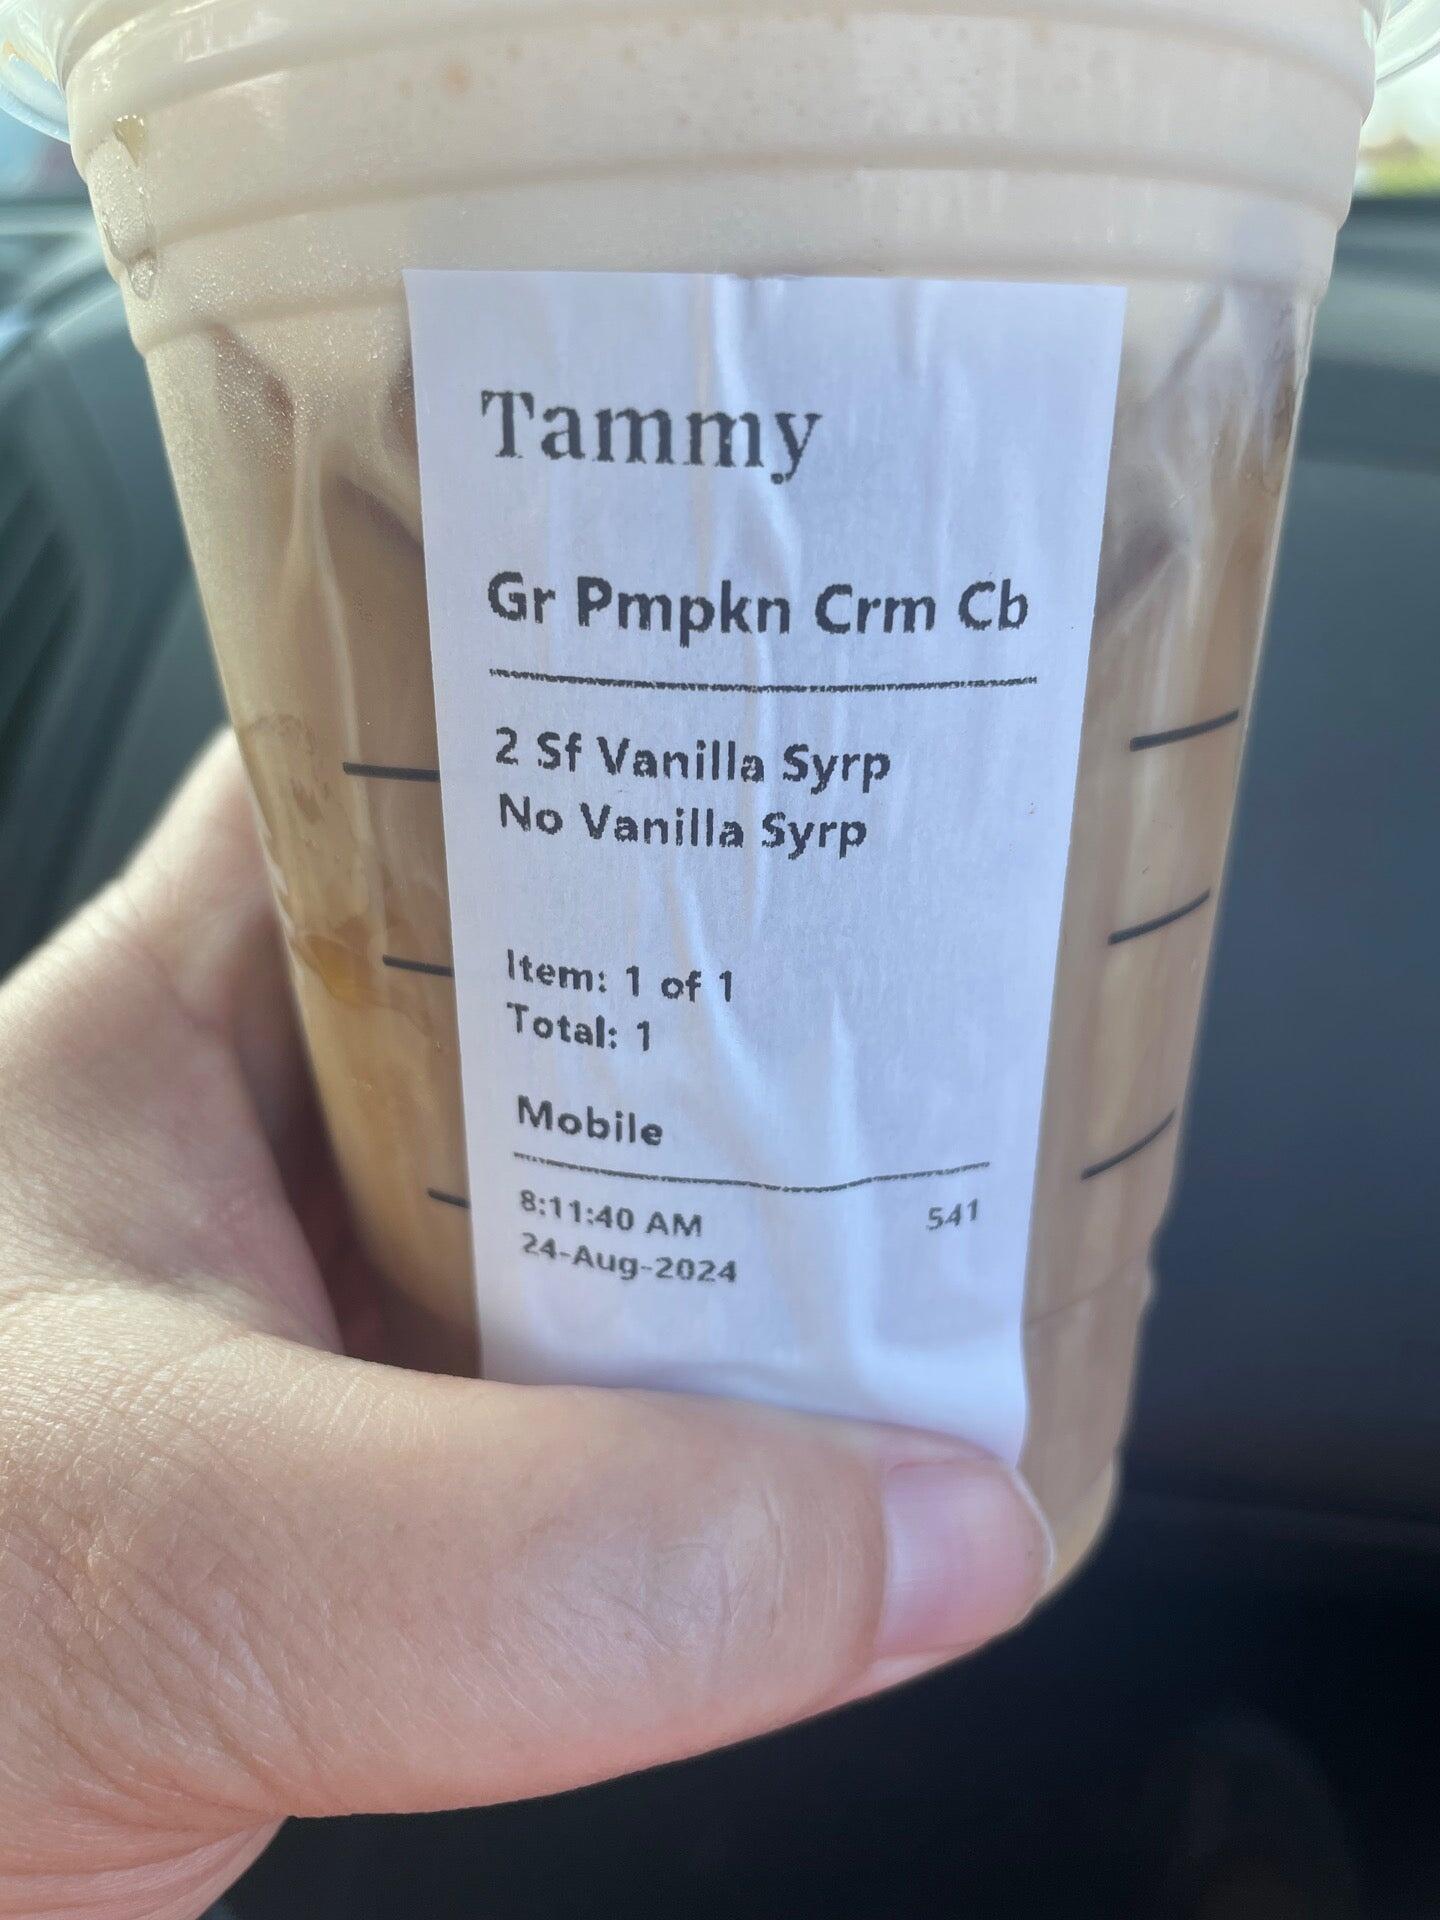 Tammy
Gr Pmpkn Crm Cb
2 Sf Vanilla Syrp
No Vanilla Syrp
Item: 1 of 1
Total: 1
Mobile
8:11:40 AM 541
24-Aug-2024